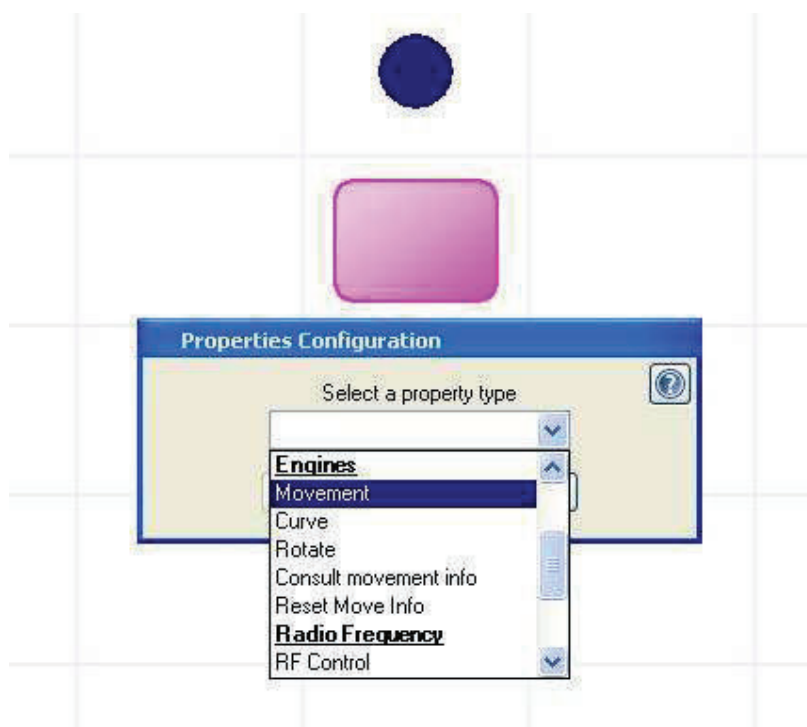 Properties Configuration
Select a property type
Engines
Movement
Curve
Rotate
Consult movement info
Reset Move Info
Radio Frequency
RF Control